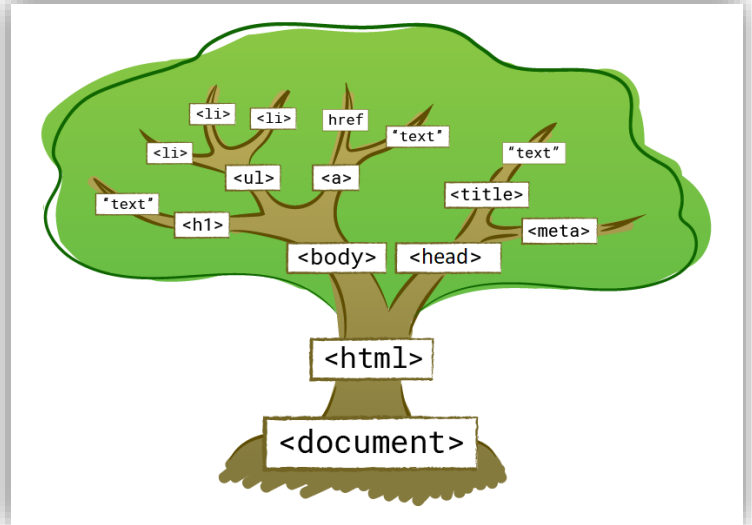 <li>
<li>
href
“text”
<li>
“text”
<ul>
<a>
<title>
“text”
<h1>
<meta>
<body>
<head>
<html>
<document>